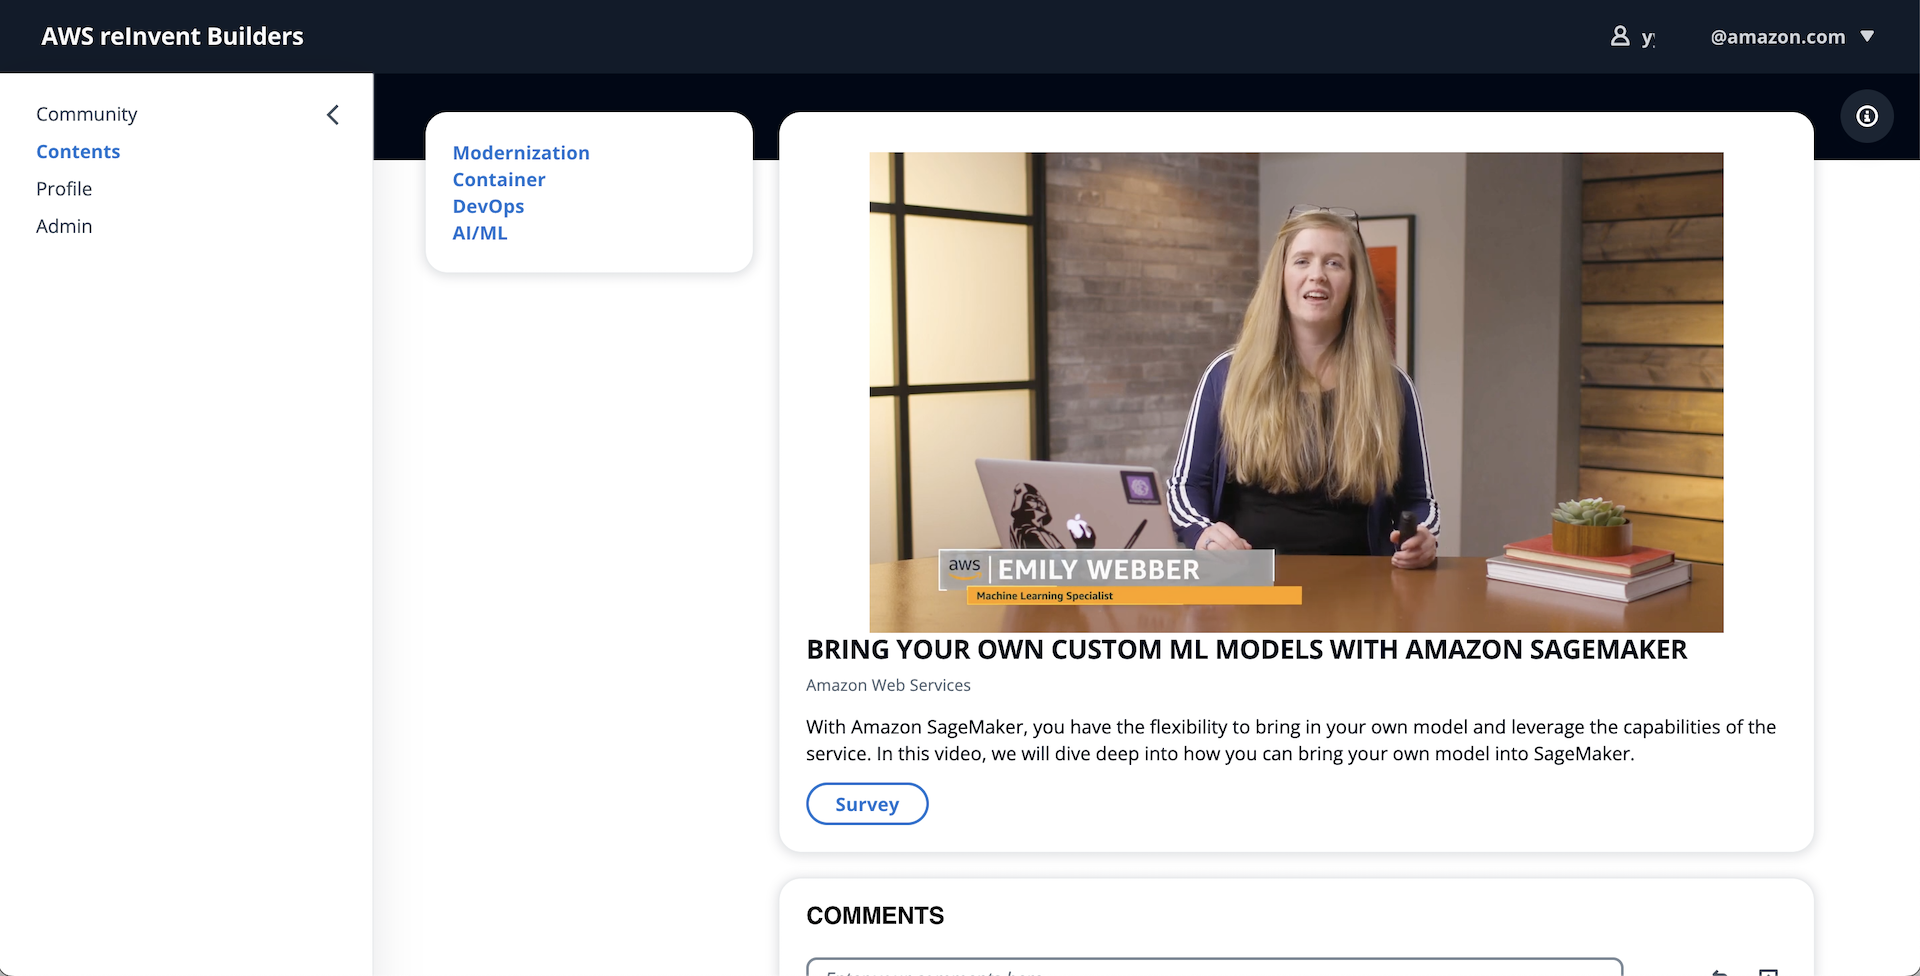 AWS reInvent Builders
@amazon.com
Community
Contents
Profile
Admin
Modernization
Container
DevOps
AI/ML
aws
EMILY WEBBER
Machine Learning Specialist
BRING YOUR OWN CUSTOM ML MODELS WITH AMAZON SAGEMAKER
Amazon Web Services
With Amazon SageMaker, you have the flexibility to bring in your own model and leverage the capabilities of the
service. In this video, we will dive deep into how you can bring your own model into SageMaker.
Survey
COMMENTS